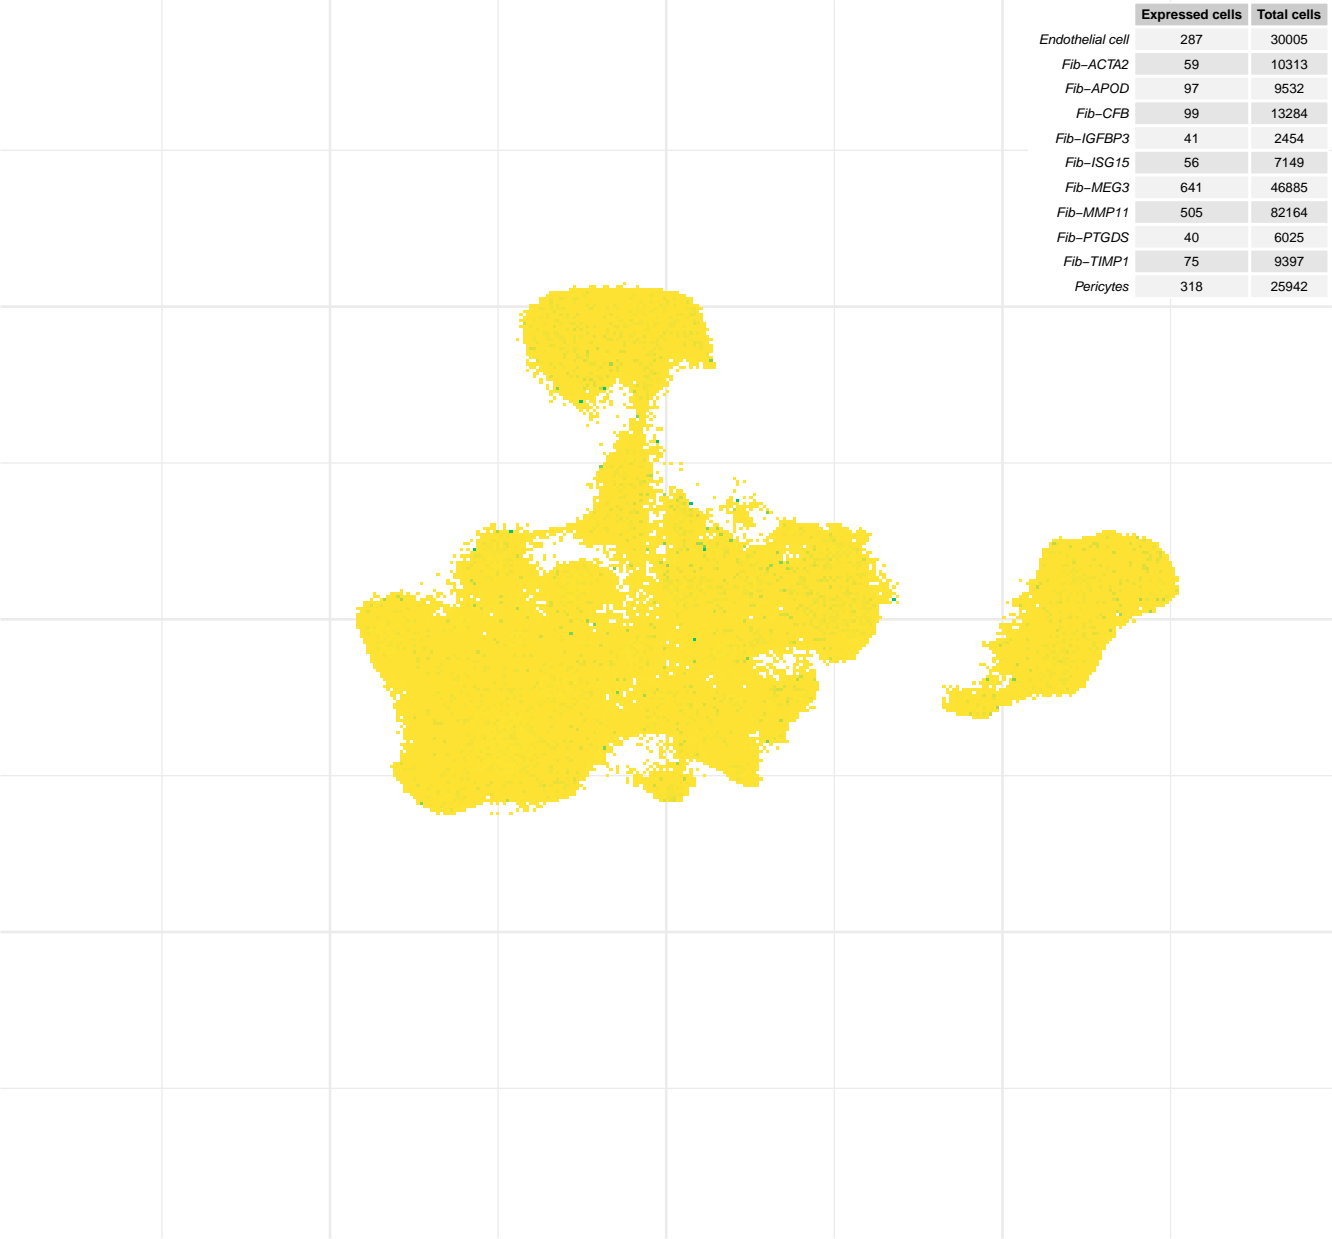 Expressed cells Total cells
Endothelial cell 287 30005
Fib−ACTA2 59 10313
Fib−APOD 97 9532
Fib−CFB 99 13284
Fib−IGFBP3 41 2454
Fib−ISG15 56 7149
Fib−MEG3 641 46885
Fib−MMP11 505 82164
Fib−PTGDS 40 6025
Fib−TIMP1 75 9397
Pericytes 318 25942